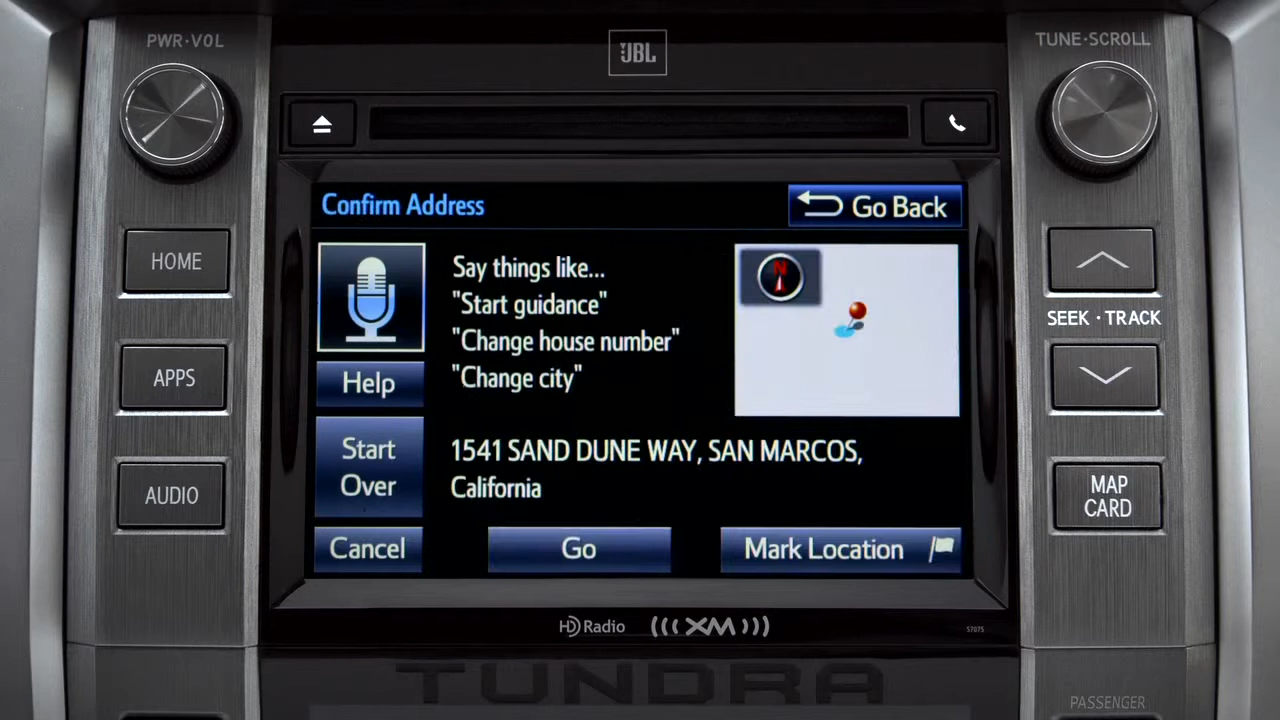 PWR·VOL
JBL
TUNE·SCROLL
Confirm Address
Go Back
HOME
Say things like...
"Start guidance"
"Change house number"
"Change city"
N
SEEK · TRACK
APPS
Help
Start
Over
1541 SAND DUNE WAY, SAN MARCOS,
California
AUDIO
MAP
CARD
Cancel
Go
Mark Location
HD Radio
XM
57075
TUNDRA
PASSENGER